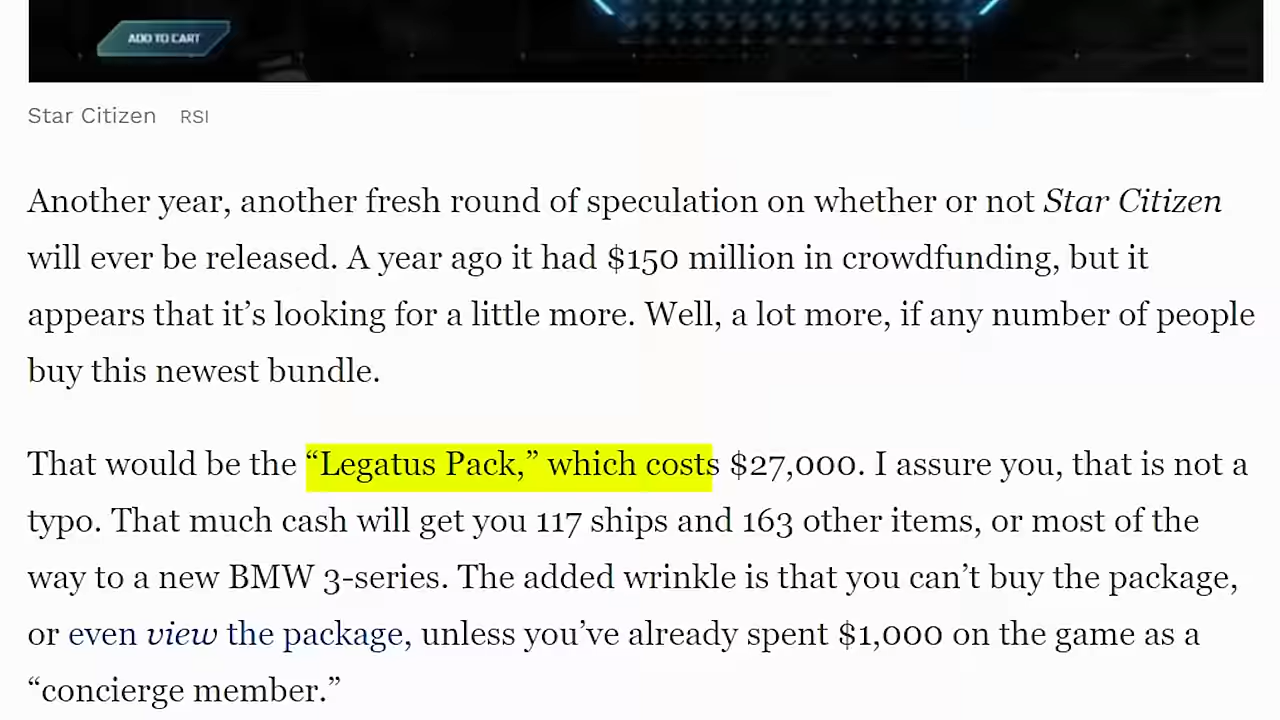 ADD TO CART
Star Citizen RSI
Another year, another fresh round of speculation on whether or not Star Citizen
will ever be released. A year ago it had $150 million in crowdfunding, but it
appears that it’s looking for a little more. Well, a lot more, if any number of people
buy this newest bundle.
That would be the “Legatus Pack,” which costs $27,000. I assure you, that is not a
typo. That much cash will get you 117 ships and 163 other items, or most of the
way to a new BMW 3-series. The added wrinkle is that you can’t buy the package,
or even view the package, unless you’ve already spent $1,000 on the game as a
“concierge member.”